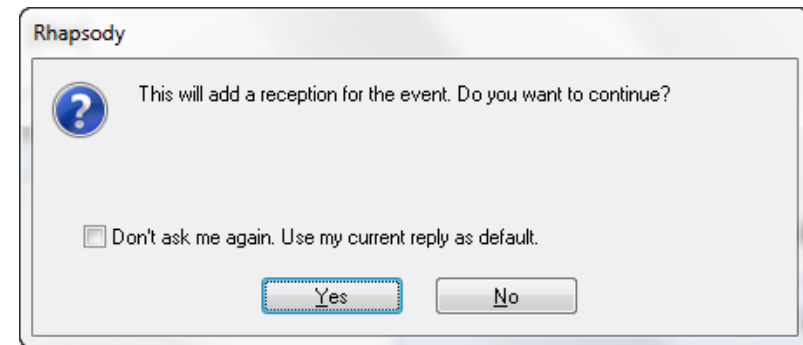 Rhapsody
This will add a reception for the event. Do you want to continue?
Don't ask me again. Use my current reply as default.
Yes
No